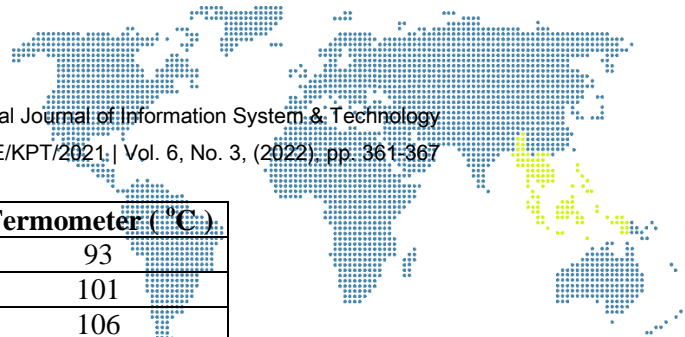 al Journal of Information System & Technology
E/KPT/2021 | Vol. 6, No. 3, (2022), pp. 361-367
Termometer ( °C )
93
101
106